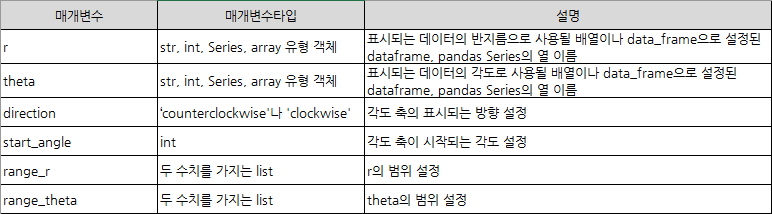 매개변수 매개변수타입 설명
r str, int, Series, array 유형 객체 표시되는 데이터의 반지름으로 사용될 배열이나 data_frame으로 설정된
dataframe, pandas Series의 열 이름
theta str, int, Series, array 유형 객체 표시되는 데이터의 각도로 사용될 배열이나 data_frame으로 설정된
dataframe, pandas Series의 열 이름
direction ‘counterclockwise'나 'clockwise' 각도 축의 표시되는 방향 설정
start_angle int 각도 축이 시작되는 각도 설정
range_r 두 수치를 가지는 list r의 범위 설정
range_theta 두 수치를 가지는 list theta의 범위 설정